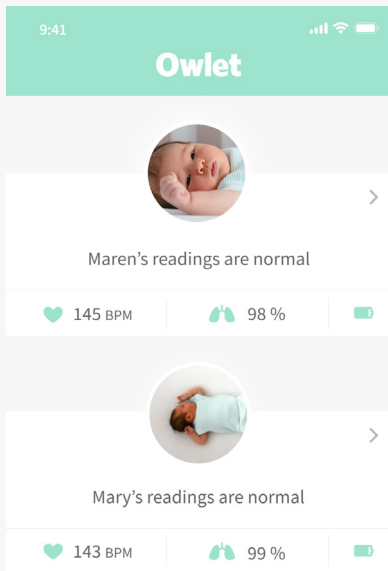 9:41
Owlet
Maren's readings are normal
145 BPM
98 %
Mary's readings are normal
143 BPM
99 %